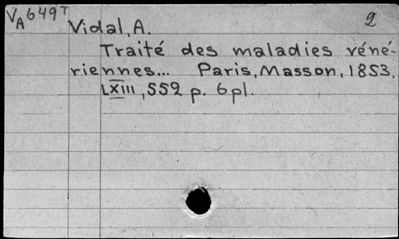 VA649T
2
Vidal, A.
Traité des maladies véné-
riennes... Paris, Masson, 1853.
LXIII, 552 p. 6 pl.